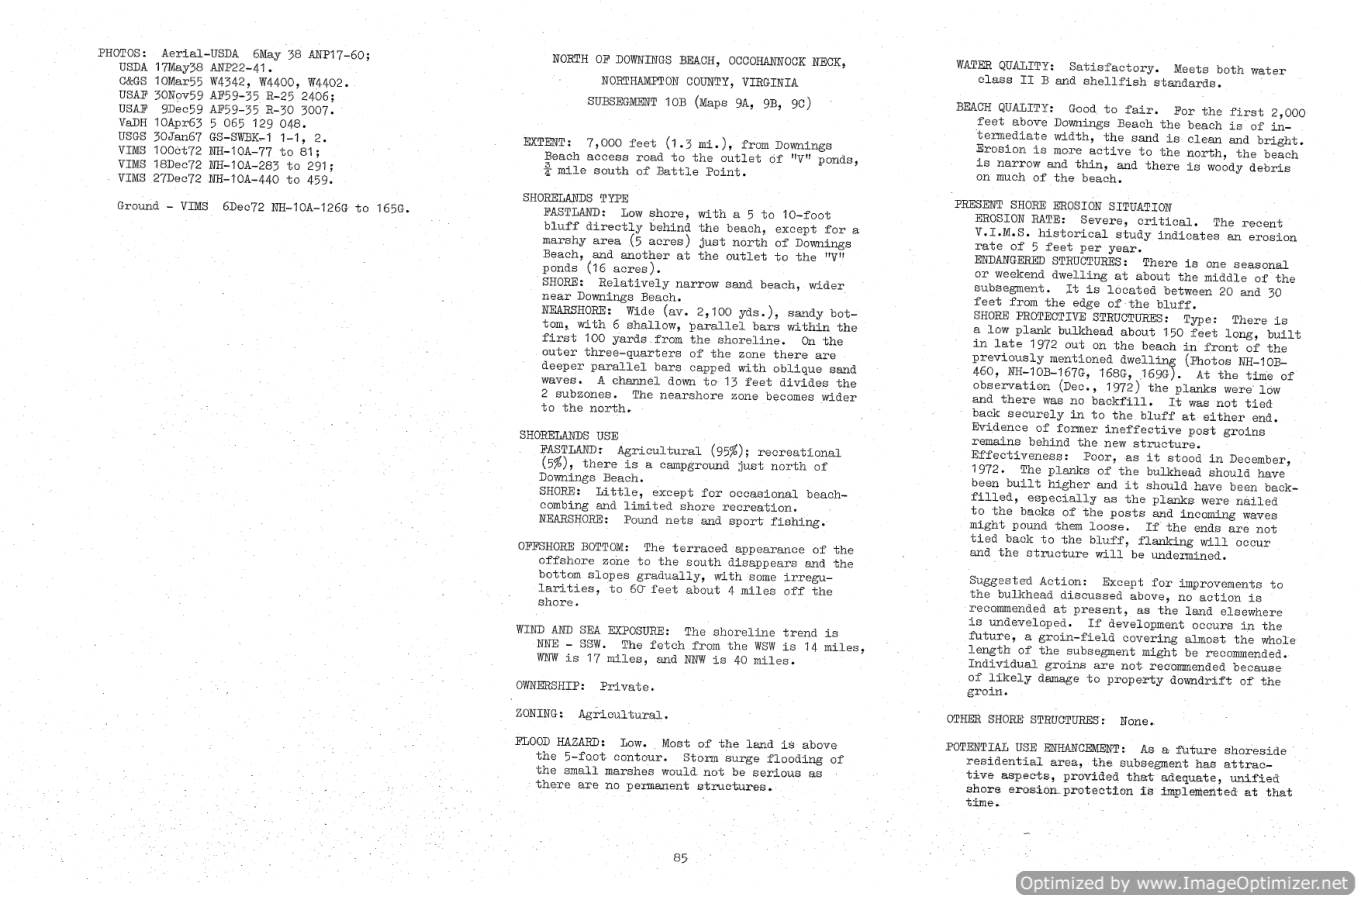 PHOTOS: Aerial-USDA 6May 38 ANP17-60;
USDA 17May38 ANP22-41.
C&GS 10Mar55 W4342, W4400, W4402.
USAF 30Nov59 AF59-35 R-25 2406;
USAF 9Dec59 AF59-35 R-30 3007.
VaDH 10Apr63 5 065 129 048.
USGS 30Jan67 GS-SWBK-1 1-1, 2.
VIMS 10Oct72 NH-10A-77 to 81;
VIMS 18Dec72 NH-10A-283 to 291;
VIMS 27Dec72 NH-10A-440 to 459.
Ground - VIMS 6Dec72 NH-10A-126G to 165G.
NORTH OF DOWNINGS BEACH, OCCOHANNOCK NECK,
NORTHAMPTON COUNTY, VIRGINIA
SUBSEGMENT 10B (Maps 9A, 9B, 9C)
EXTENT: 7,000 feet (1.3 mi.), from Downings
Beach access road to the outlet of "V" ponds,
¾ mile south of Battle Point.
SHORELANDS TYPE
FASTLAND: Low shore, with a 5 to 10-foot
bluff directly behind the beach, except for a
marshy area (5 acres) just north of Downings
Beach, and another at the outlet to the "V"
ponds (16 acres).
SHORE: Relatively narrow sand beach, wider
near Downings Beach.
NEARSHORE: Wide (av. 2,100 yds.), sandy bot-
tom, with 6 shallow, parallel bars within the
first 100 yards from the shoreline. On the
outer three-quarters of the zone there are
deeper parallel bars capped with oblique sand
waves. A channel down to 13 feet divides the
2 subzones. The nearshore zone becomes wider
to the north.
SHORELANDS USE
FASTLAND: Agricultural (95%); recreational
(5%), there is a campground just north of
Downings Beach.
SHORE: Little, except for occasional beach-
combing and limited shore recreation.
NEARSHORE: Pound nets and sport fishing.
OFFSHORE BOTTOM: The terraced appearance of the
offshore zone to the south disappears and the
bottom slopes gradually, with some irregu-
larities, to 60 feet about 4 miles off the
shore.
WIND AND SEA EXPOSURE: The shoreline trend is
NNE - SSW. The fetch from the WSW is 14 miles,
WNW is 17 miles, and NNW is 40 miles.
OWNERSHIP: Private.
ZONING: Agricultural.
FLOOD HAZARD: Low. Most of the land is above
the 5-foot contour. Storm surge flooding of
the small marshes would not be serious as
there are no permanent structures.
WATER QUALITY: Satisfactory. Meets both water
class II B and shellfish standards.
BEACH QUALITY: Good to fair. For the first 2,000
feet above Downings Beach the beach is of in-
termediate width, the sand is clean and bright.
Erosion is more active to the north, the beach
is narrow and thin, and there is woody debris
on much of the beach.
PRESENT SHORE EROSION SITUATION
EROSION RATE: Severe, critical. The recent
V.I.M.S. historical study indicates an erosion
rate of 5 feet per year.
ENDANGERED STRUCTURES: There is one seasonal
or weekend dwelling at about the middle of the
subsegment. It is located between 20 and 30
feet from the edge of the bluff.
SHORE PROTECTIVE STRUCTURES: Type: There is
a low plank bulkhead about 150 feet long, built
in late 1972 out on the beach in front of the
previously mentioned dwelling (Photos NH-10B-
460, NH-10B-167G, 168G, 169G). At the time of
observation (Dec., 1972) the planks were low
and there was no backfill. It was not tied
back securely in to the bluff at either end.
Evidence of former ineffective post groins
remains behind the new structure.
Effectiveness: Poor, as it stood in December,
1972. The planks of the bulkhead should have
been built higher and it should have been back-
filled, especially as the planks were nailed
to the backs of the posts and incoming waves
might pound them loose. If the ends are not
tied back to the bluff, flanking will occur
and the structure will be undermined.
Suggested Action: Except for improvements to
the bulkhead discussed above, no action is
recommended at present, as the land elsewhere
is undeveloped. If development occurs in the
future, a groin-field covering almost the whole
length of the subsegment might be recommended.
Individual groins are not recommended because
of likely damage to property downdrift of the
groin.
OTHER SHORE STRUCTURES: None.
POTENTIAL USE ENHANCEMENT: As a future shoreside
residential area, the subsegment has attrac-
tive aspects, provided that adequate, unified
shore erosion protection is implemented at that
time.
85
Optimized by www.ImageOptimizer.net